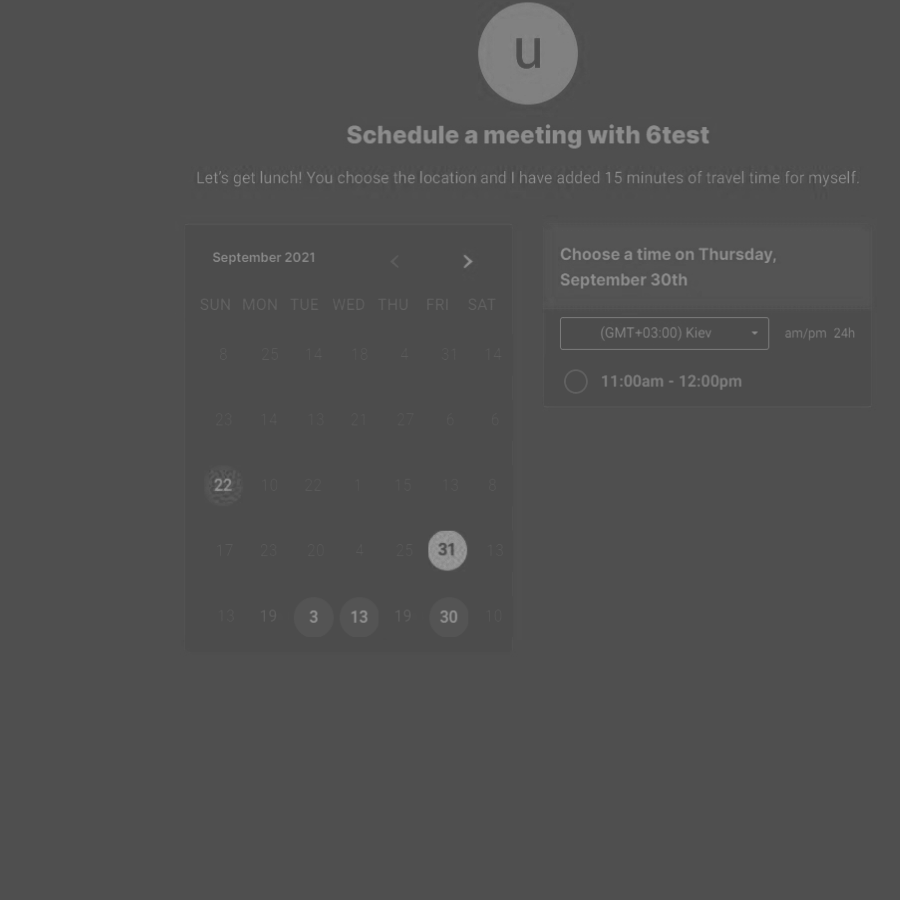 u
Schedule a meeting with 6test
Let's get lunch! You choose the location and I have added 15 minutes of travel time for myself.
September 2021
SUN MON TUE WED THU FRI SAT
8 25 14 18 4 31 14
23 14 13 21 27 6 6
22 10 22 1 15 13 8
17 23 20 4 25 31 13
13 19 3 13 19 30 10
Choose a time on Thursday,
September 30th
(GMT+03:00) Kiev am/pm 24h
11:00am - 12:00pm